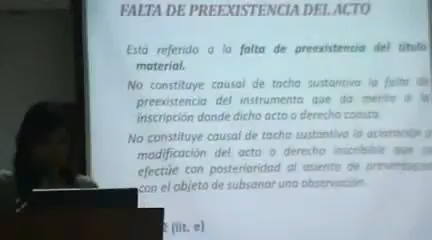 FALTA DE PREEXISTENCIA DEL ACTO
Está referido a la falta de preexistencia del título
material.
No constituye causal de tacha sustantiva la falta de
preexistencia del instrumento que da merito a la
inscripción donde dicho acto o derecho consta.
No constituye causal de tacha sustantiva la aclaración o
modificación del acto o derecho inscribible que se
efectúe con posterioridad al asiento de presentación
con el objeto de subsanar una observación.
(lit. e)